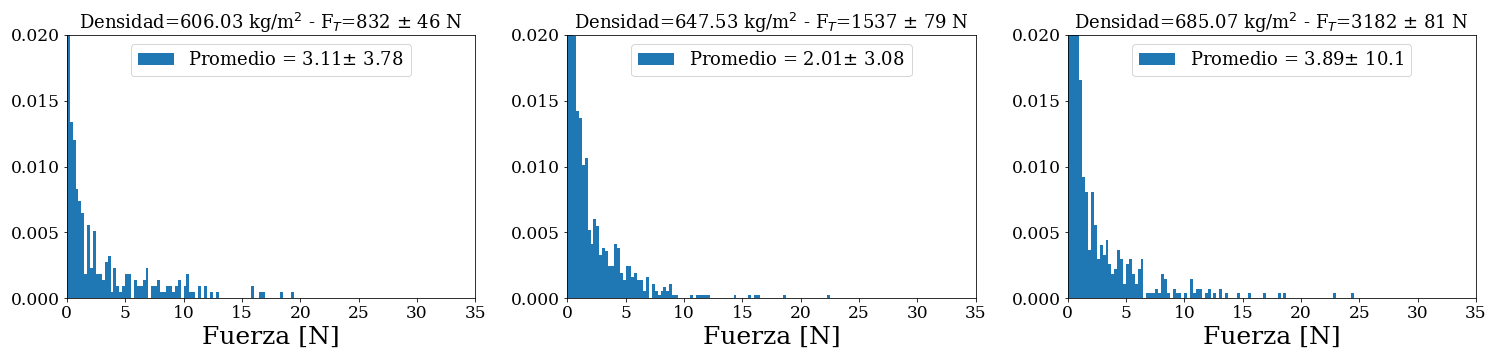 Densidad=606.03 kg/m² - F_T=832 ± 46 N
Promedio = 3.11± 3.78
0.020
0.015
0.010
0.005
0.000
0 5 10 15 20 25 30 35
Fuerza [N]
Densidad=647.53 kg/m² - F_T=1537 ± 79 N
Promedio = 2.01± 3.08
0.020
0.015
0.010
0.005
0.000
0 5 10 15 20 25 30 35
Fuerza [N]
Densidad=685.07 kg/m² - F_T=3182 ± 81 N
Promedio = 3.89± 10.1
0.020
0.015
0.010
0.005
0.000
0 5 10 15 20 25 30 35
Fuerza [N]